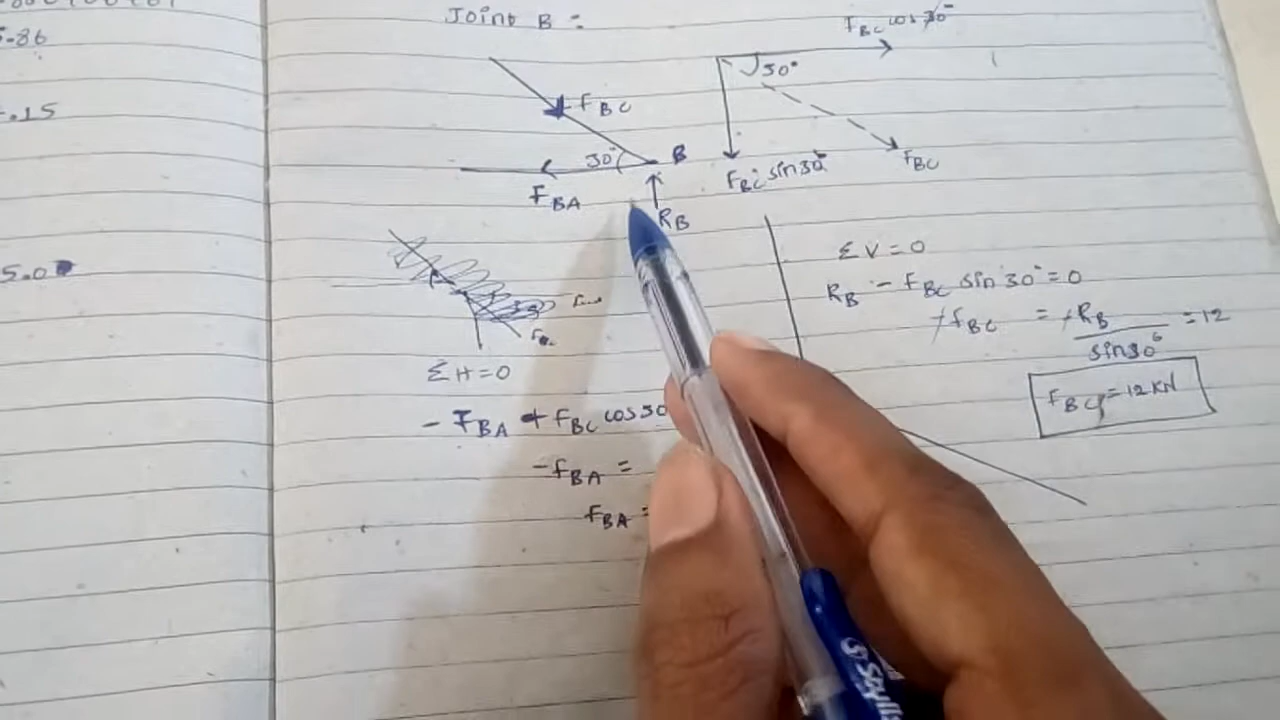 5.86
.15
5.0
Joint B :
F_BC cos 30°
30°
F_BC
30°
B
F_BC
F_BC sin 30°
F_BA
R_B
Σ V = 0
R_B - F_BC sin 30° = 0
F_BC = R_B / sin 30° = 12
F_BC = 12 KN
Σ H = 0
- F_BA + F_BC cos 30
- F_BA =
F_BA =